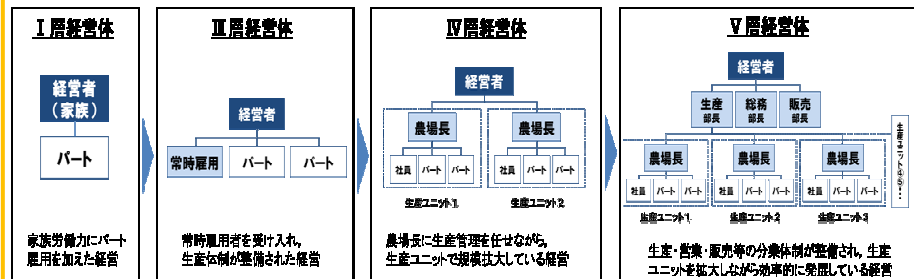 Ⅰ層経営体
経営者
(家族)
パート
家族労働力にパート
雇用を加えた経営
Ⅲ層経営体
経営者
常時雇用 パート パート
常時雇用者を受け入れ,
生産体制が整備された経営
Ⅳ層経営体
経営者
農場長 農場長
社員 パート パート 社員 パート パート
生産ユニット1 生産ユニット2
農場長に生産管理を任せながら,
生産ユニットで規模拡大している経営
Ⅴ層経営体
経営者
生産 総務 販売
部長 部長 部長
生産ユニット④⑤…
農場長 農場長 農場長
社員 パート パート 社員 パート パート 社員 パート パート
生産ユニット1 生産ユニット2 生産ユニット3
生産・営業・販売等の分業体制が整備され,生産
ユニットを拡大しながら効率的に発展している経営